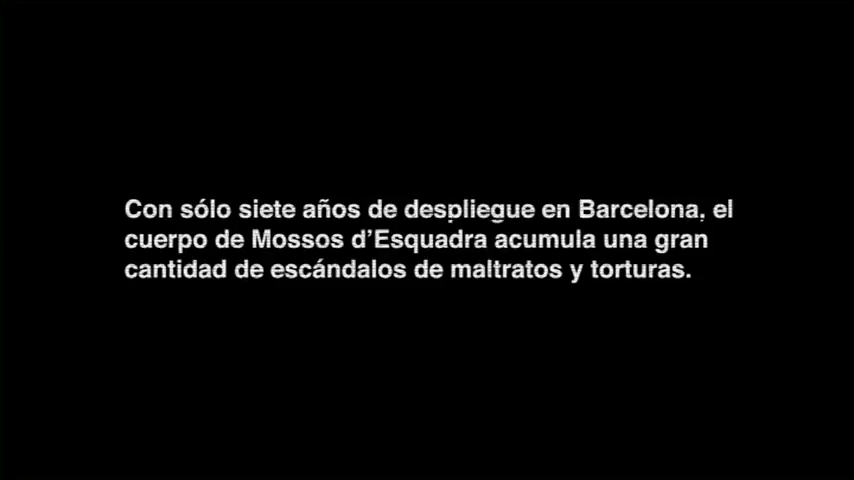 Con sólo siete años de despliegue en Barcelona, el
cuerpo de Mossos d’Esquadra acumula una gran
cantidad de escándalos de maltratos y torturas.